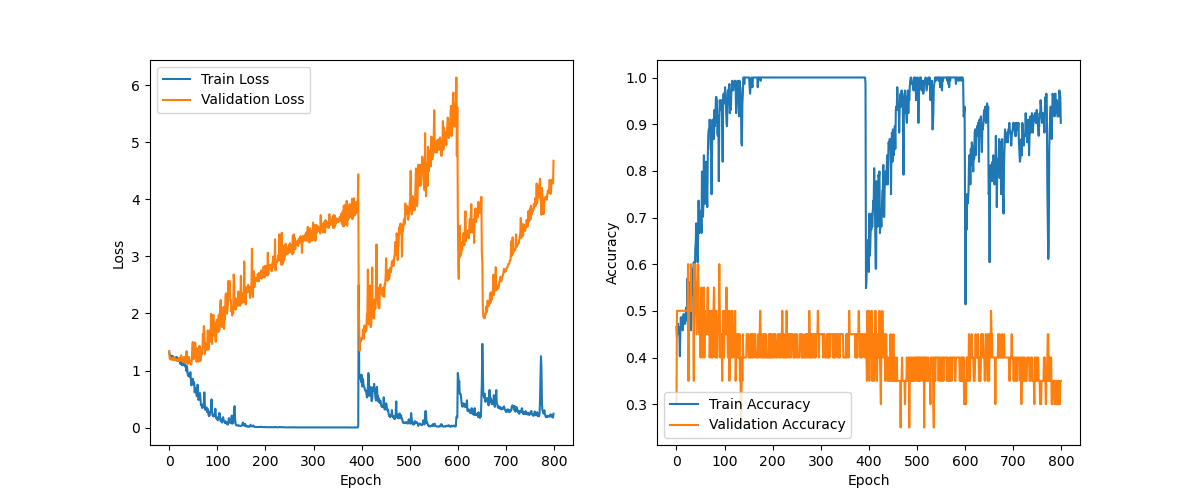 Train Loss
Validation Loss
Loss
6
5
4
3
2
1
0
0 100 200 300 400 500 600 700 800
Epoch
Accuracy
1.0
0.9
0.8
0.7
0.6
0.5
0.4
0.3
Train Accuracy
Validation Accuracy
0 100 200 300 400 500 600 700 800
Epoch